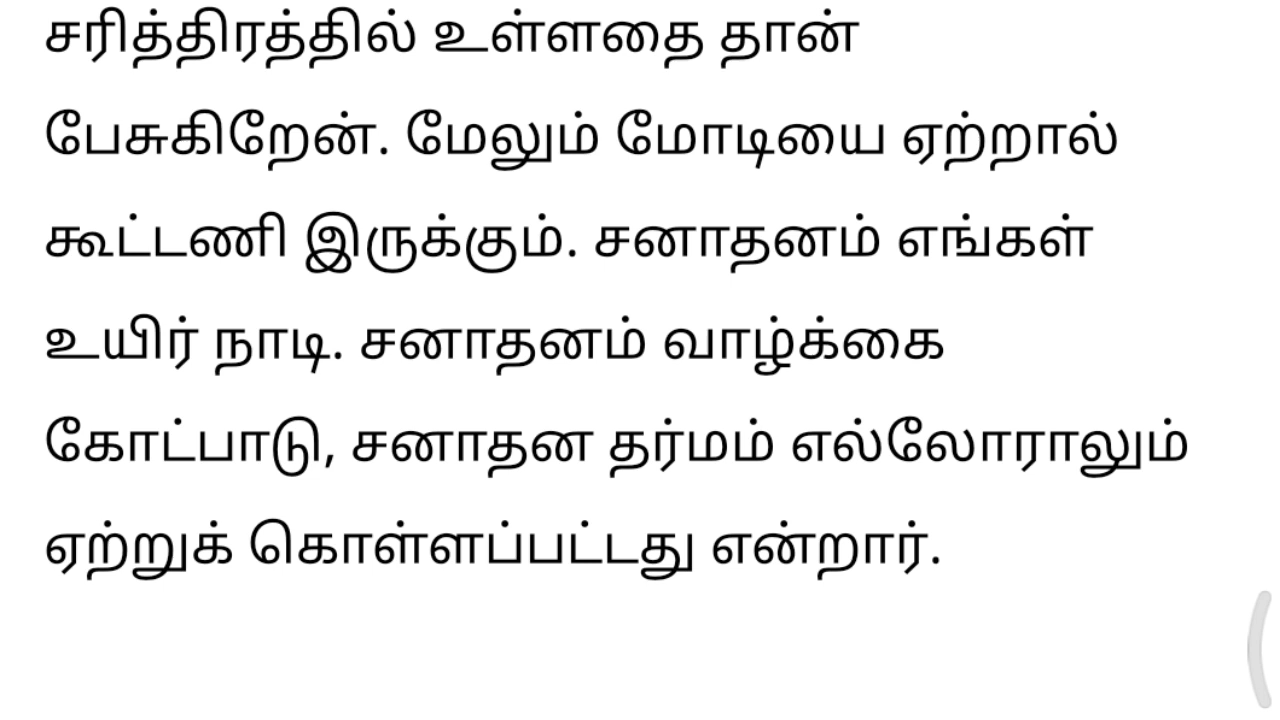 சரித்திரத்தில் உள்ளதை தான்
பேசுகிறேன். மேலும் மோடியை ஏற்றால்
கூட்டணி இருக்கும். சனாதனம் எங்கள்
உயிர் நாடி. சனாதனம் வாழ்க்கை
கோட்பாடு, சனாதன தர்மம் எல்லோராலும்
ஏற்றுக் கொள்ளப்பட்டது என்றார்.